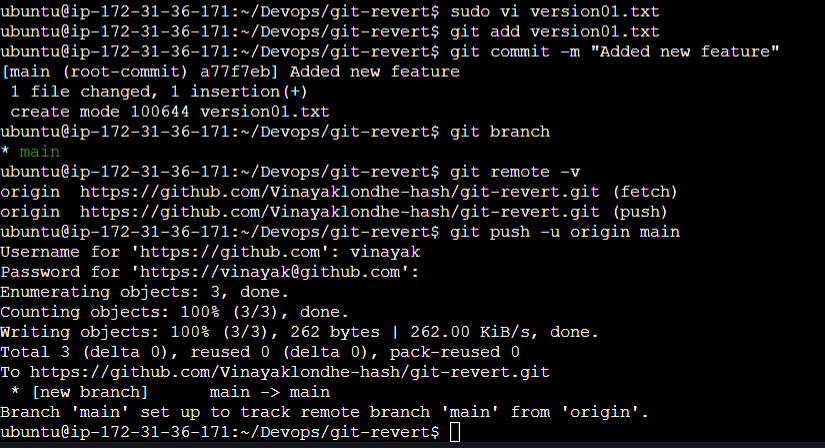 ubuntu@ip-172-31-36-171:~/Devops/git-revert$ sudo vi version01.txt
ubuntu@ip-172-31-36-171:~/Devops/git-revert$ git add version01.txt
ubuntu@ip-172-31-36-171:~/Devops/git-revert$ git commit -m "Added new feature"
[main (root-commit) a77f7eb] Added new feature
 1 file changed, 1 insertion(+)
 create mode 100644 version01.txt
ubuntu@ip-172-31-36-171:~/Devops/git-revert$ git branch
* main
ubuntu@ip-172-31-36-171:~/Devops/git-revert$ git remote -v
origin  https://github.com/Vinayaklondhe-hash/git-revert.git (fetch)
origin  https://github.com/Vinayaklondhe-hash/git-revert.git (push)
ubuntu@ip-172-31-36-171:~/Devops/git-revert$ git push -u origin main
Username for 'https://github.com': vinayak
Password for 'https://vinayak@github.com':
Enumerating objects: 3, done.
Counting objects: 100% (3/3), done.
Writing objects: 100% (3/3), 262 bytes | 262.00 KiB/s, done.
Total 3 (delta 0), reused 0 (delta 0), pack-reused 0
To https://github.com/Vinayaklondhe-hash/git-revert.git
 * [new branch]      main -> main
Branch 'main' set up to track remote branch 'main' from 'origin'.
ubuntu@ip-172-31-36-171:~/Devops/git-revert$